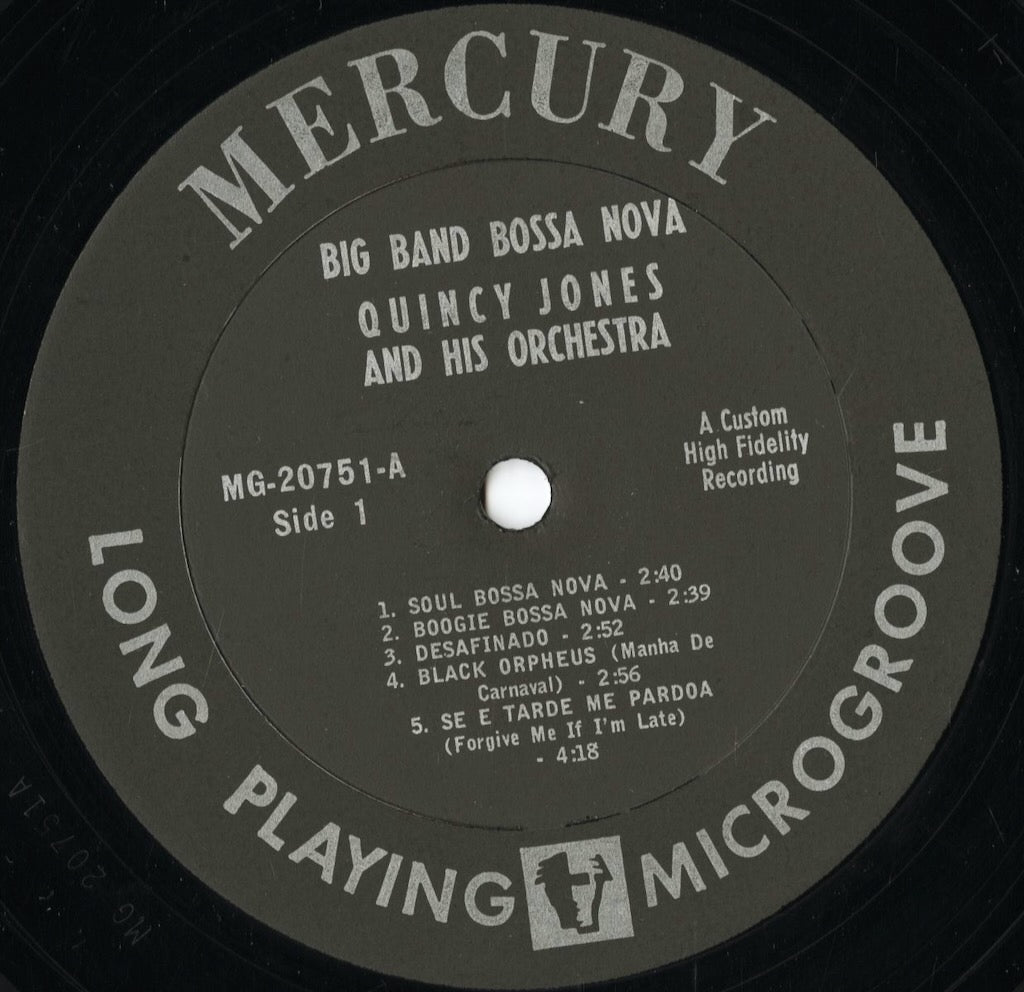 MERCURY
BIG BAND BOSSA NOVA
QUINCY JONES
AND HIS ORCHESTRA
A Custom
High Fidelity
Recording
MG-20751-A
Side 1
1. SOUL BOSSA NOVA - 2:40
2. BOOGIE BOSSA NOVA - 2:39
3. DESAFINADO - 2:52
4. BLACK ORPHEUS (Manha De
Carnaval) - 2:56
5. SE E TARDE ME PARDOA
(Forgive Me If I'm Late)
- 4:18
LONG PLAYING MICROGROOVE
MG 20751A